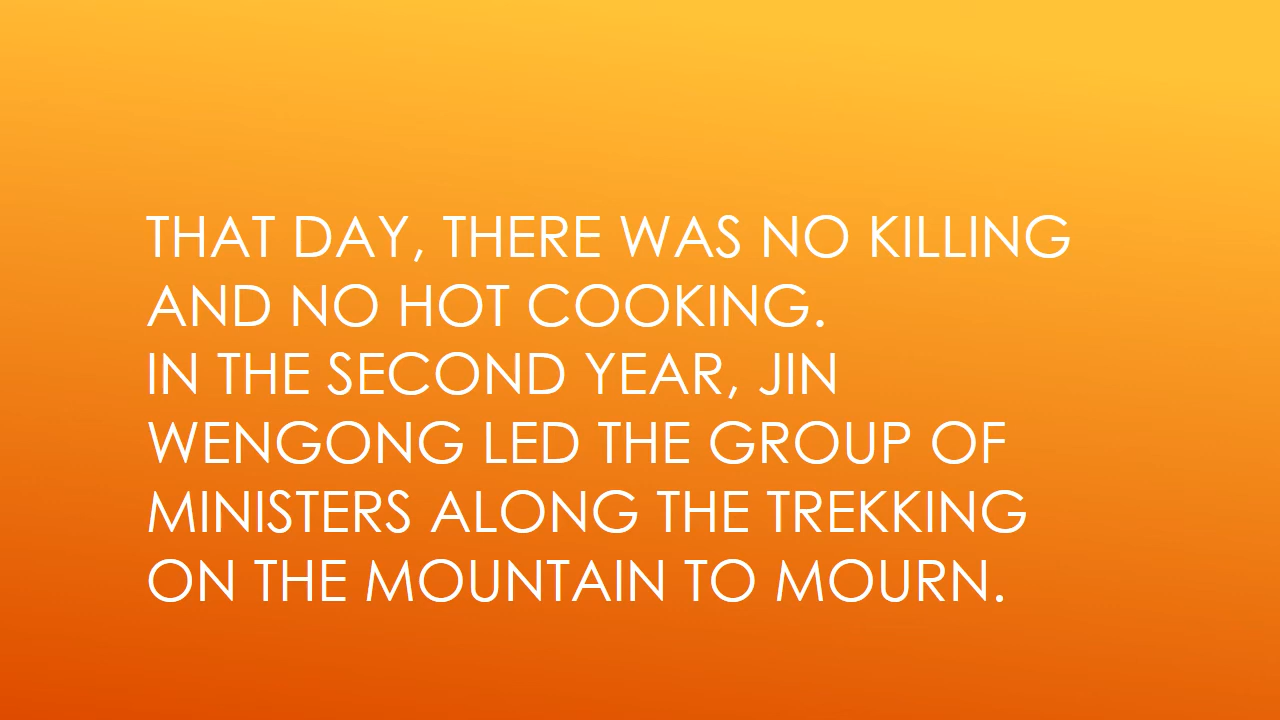 THAT DAY, THERE WAS NO KILLING
AND NO HOT COOKING.
IN THE SECOND YEAR, JIN
WENGONG LED THE GROUP OF
MINISTERS ALONG THE TREKKING
ON THE MOUNTAIN TO MOURN.